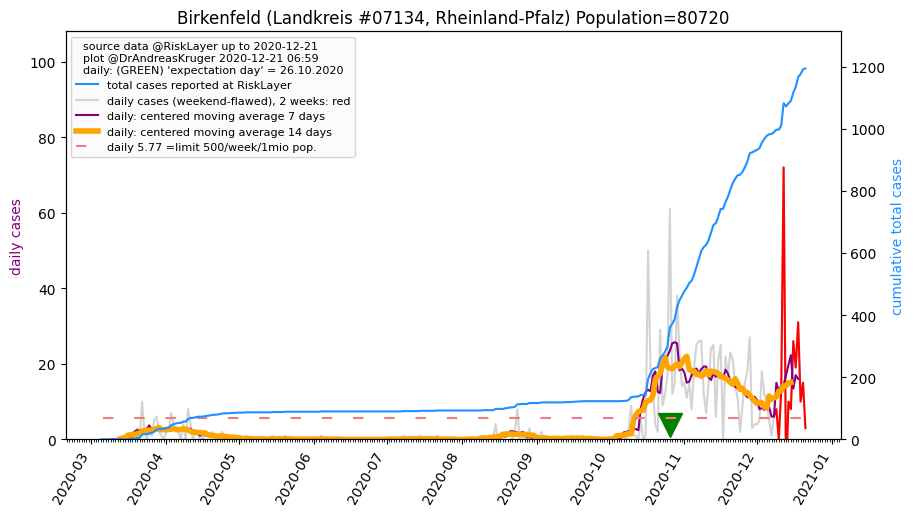 Birkenfeld (Landkreis #07134, Rheinland-Pfalz) Population=80720
source data @RiskLayer up to 2020-12-21
plot @DrAndreasKruger 2020-12-21 06:59
daily: (GREEN) 'expectation day' = 26.10.2020
total cases reported at RiskLayer
daily cases (weekend-flawed), 2 weeks: red
daily: centered moving average 7 days
daily: centered moving average 14 days
daily 5.77 =limit 500/week/1mio pop.
daily cases
100
80
60
40
20
0
cumulative total cases
1200
1000
800
600
400
200
0
2020-03
2020-04
2020-05
2020-06
2020-07
2020-08
2020-09
2020-10
2020-11
2020-12
2021-01